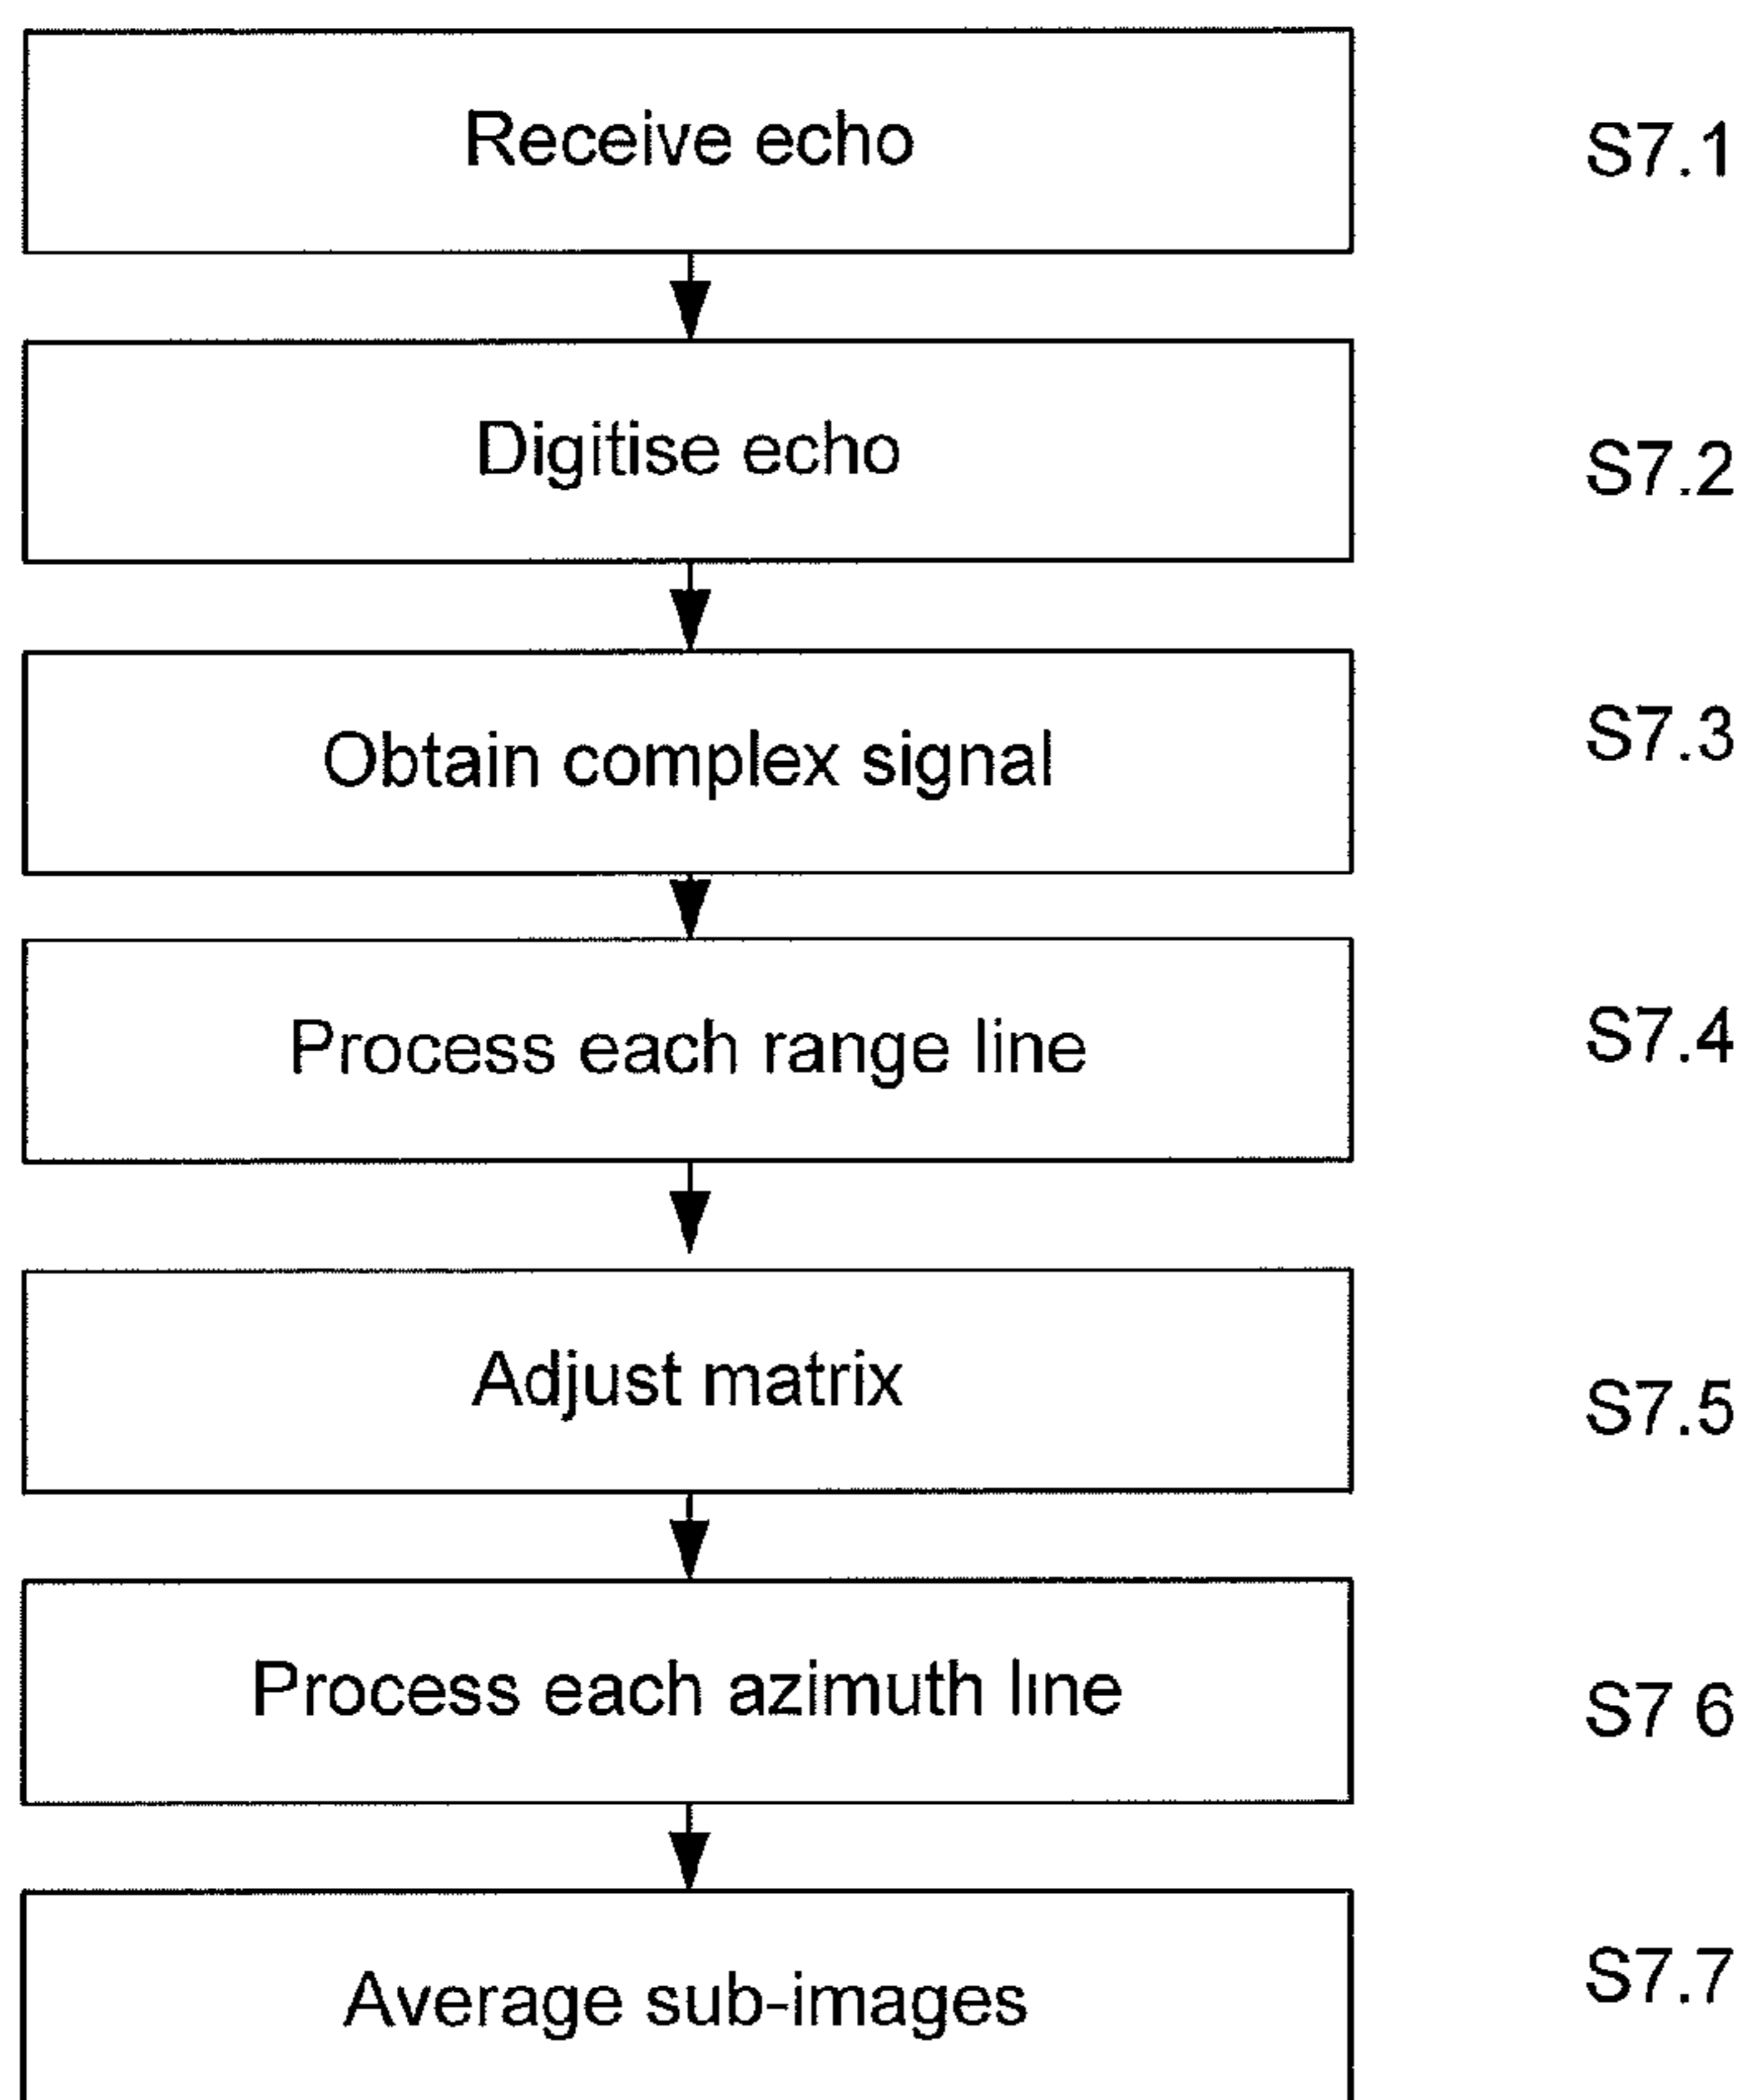 Receive echo S7.1
Digitise echo S7.2
Obtain complex signal S7.3
Process each range line S7.4
Adjust matrix S7.5
Process each azimuth line S7 6
Average sub-images S7.7